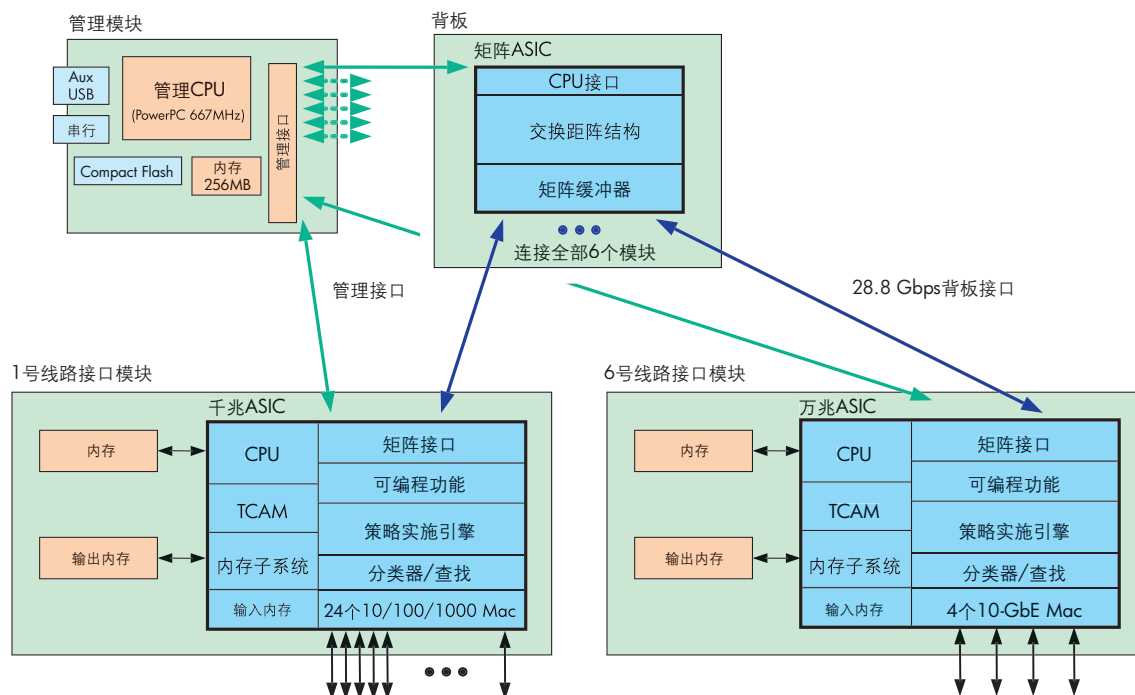 管理模块
Aux
USB
串行
管理CPU
(PowerPC 667MHz)
Compact Flash
内存
256MB
管理接口
背板
矩阵ASIC
CPU接口
交换距阵结构
矩阵缓冲器
连接全部6个模块
管理接口
28.8 Gbps背板接口
1号线路接口模块
千兆ASIC
内存
输出内存
CPU
TCAM
内存子系统
输入内存
矩阵接口
可编程功能
策略实施引擎
分类器/查找
24个10/100/1000 Mac
6号线路接口模块
万兆ASIC
内存
输出内存
CPU
TCAM
内存子系统
输入内存
矩阵接口
可编程功能
策略实施引擎
分类器/查找
4个10-GbE Mac